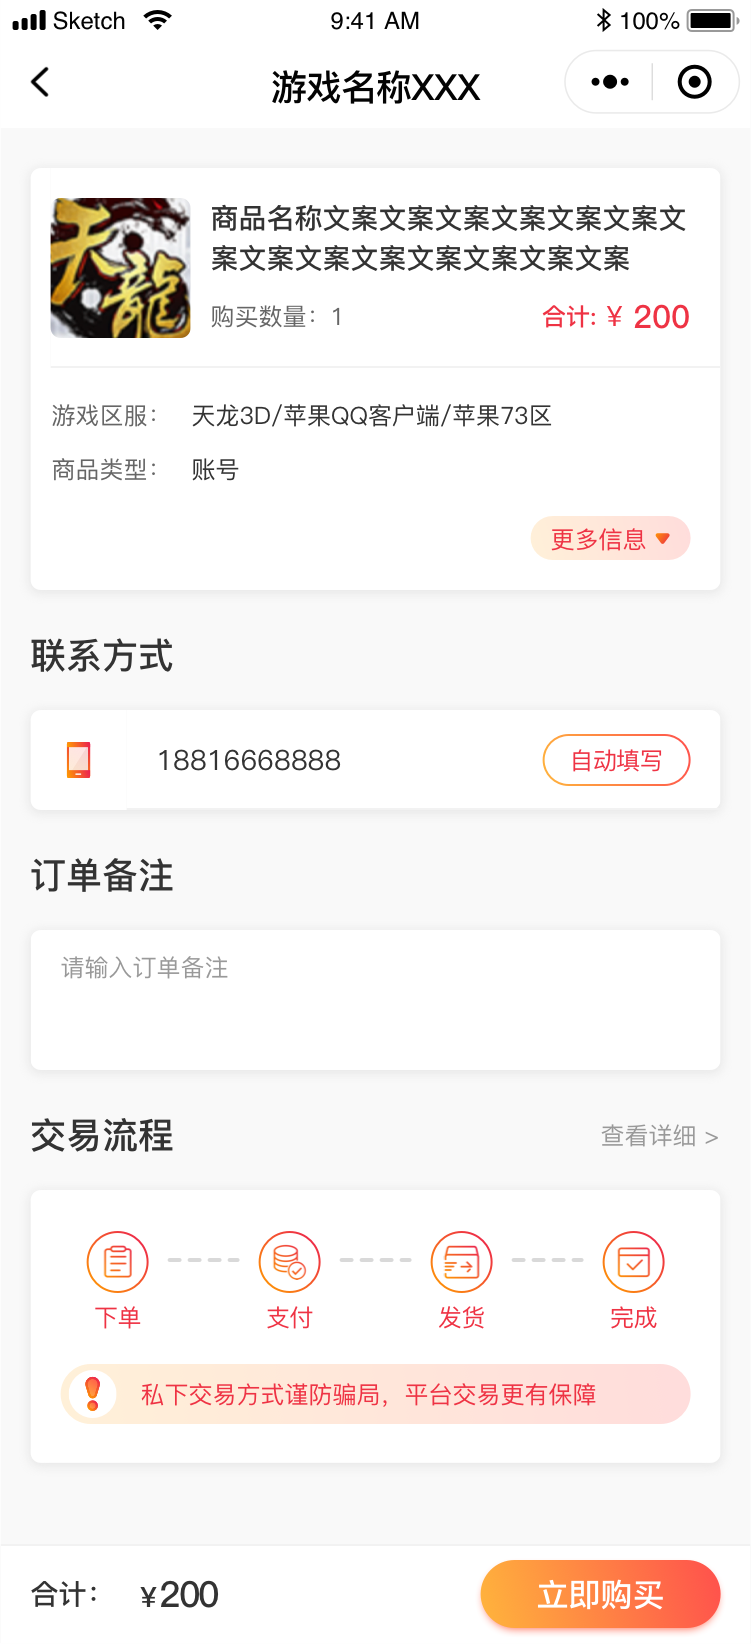 Sketch 9:41 AM 100%
游戏名称XXX
天龍
商品名称文案文案文案文案文案文案文
案文案文案文案文案文案文案文案
购买数量：1 合计: ¥ 200
游戏区服： 天龙3D/苹果QQ客户端/苹果73区
商品类型： 账号
更多信息
联系方式
18816668888 自动填写
订单备注
请输入订单备注
交易流程 查看详细 >
下单 支付 发货 完成
私下交易方式谨防骗局，平台交易更有保障
合计： ¥200 立即购买